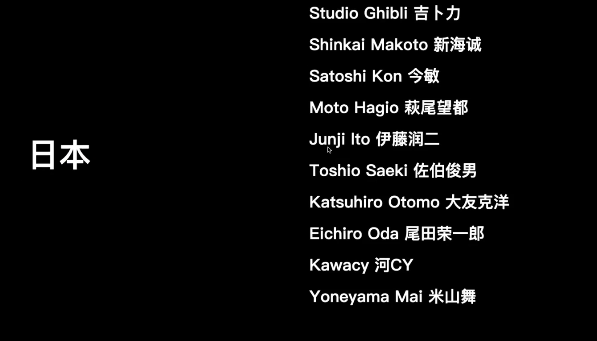 日本
Studio Ghibli 吉卜力
Shinkai Makoto 新海诚
Satoshi Kon 今敏
Moto Hagio 萩尾望都
Junji Ito 伊藤润二
Toshio Saeki 佐伯俊男
Katsuhiro Otomo 大友克洋
Eichiro Oda 尾田荣一郎
Kawacy 河CY
Yoneyama Mai 米山舞